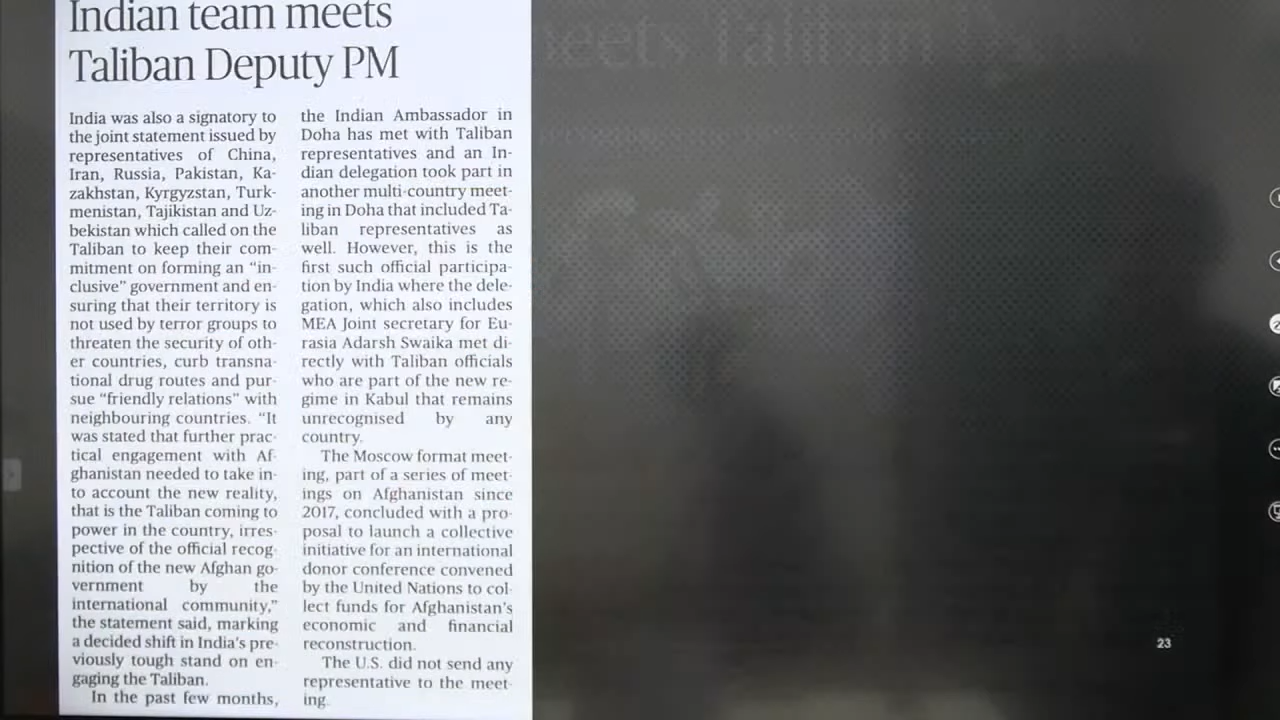 Indian team meets
Taliban Deputy PM
India was also a signatory to
the joint statement issued by
representatives of China,
Iran, Russia, Pakistan, Ka-
zakhstan, Kyrgyzstan, Turk-
menistan, Tajikistan and Uz-
bekistan which called on the
Taliban to keep their com-
mitment on forming an “in-
clusive” government and en-
suring that their territory is
not used by terror groups to
threaten the security of oth-
er countries, curb transna-
tional drug routes and pur-
sue “friendly relations” with
neighbouring countries. “It
was stated that further prac-
tical engagement with Af-
ghanistan needed to take in-
to account the new reality,
that is the Taliban coming to
power in the country, irres-
pective of the official recog-
nition of the new Afghan go-
vernment by the
international community,”
the statement said, marking
a decided shift in India’s pre-
viously tough stand on en-
gaging the Taliban.
In the past few months,
the Indian Ambassador in
Doha has met with Taliban
representatives and an In-
dian delegation took part in
another multi-country meet-
ing in Doha that included Ta-
liban representatives as
well. However, this is the
first such official participa-
tion by India where the dele-
gation, which also includes
MEA Joint secretary for Eu-
rasia Adarsh Swaika met di-
rectly with Taliban officials
who are part of the new re-
gime in Kabul that remains
unrecognised by any
country.
The Moscow format meet-
ing, part of a series of meet-
ings on Afghanistan since
2017, concluded with a pro-
posal to launch a collective
initiative for an international
donor conference convened
by the United Nations to col-
lect funds for Afghanistan’s
economic and financial
reconstruction.
The U.S. did not send any
representative to the meet-
ing.
23